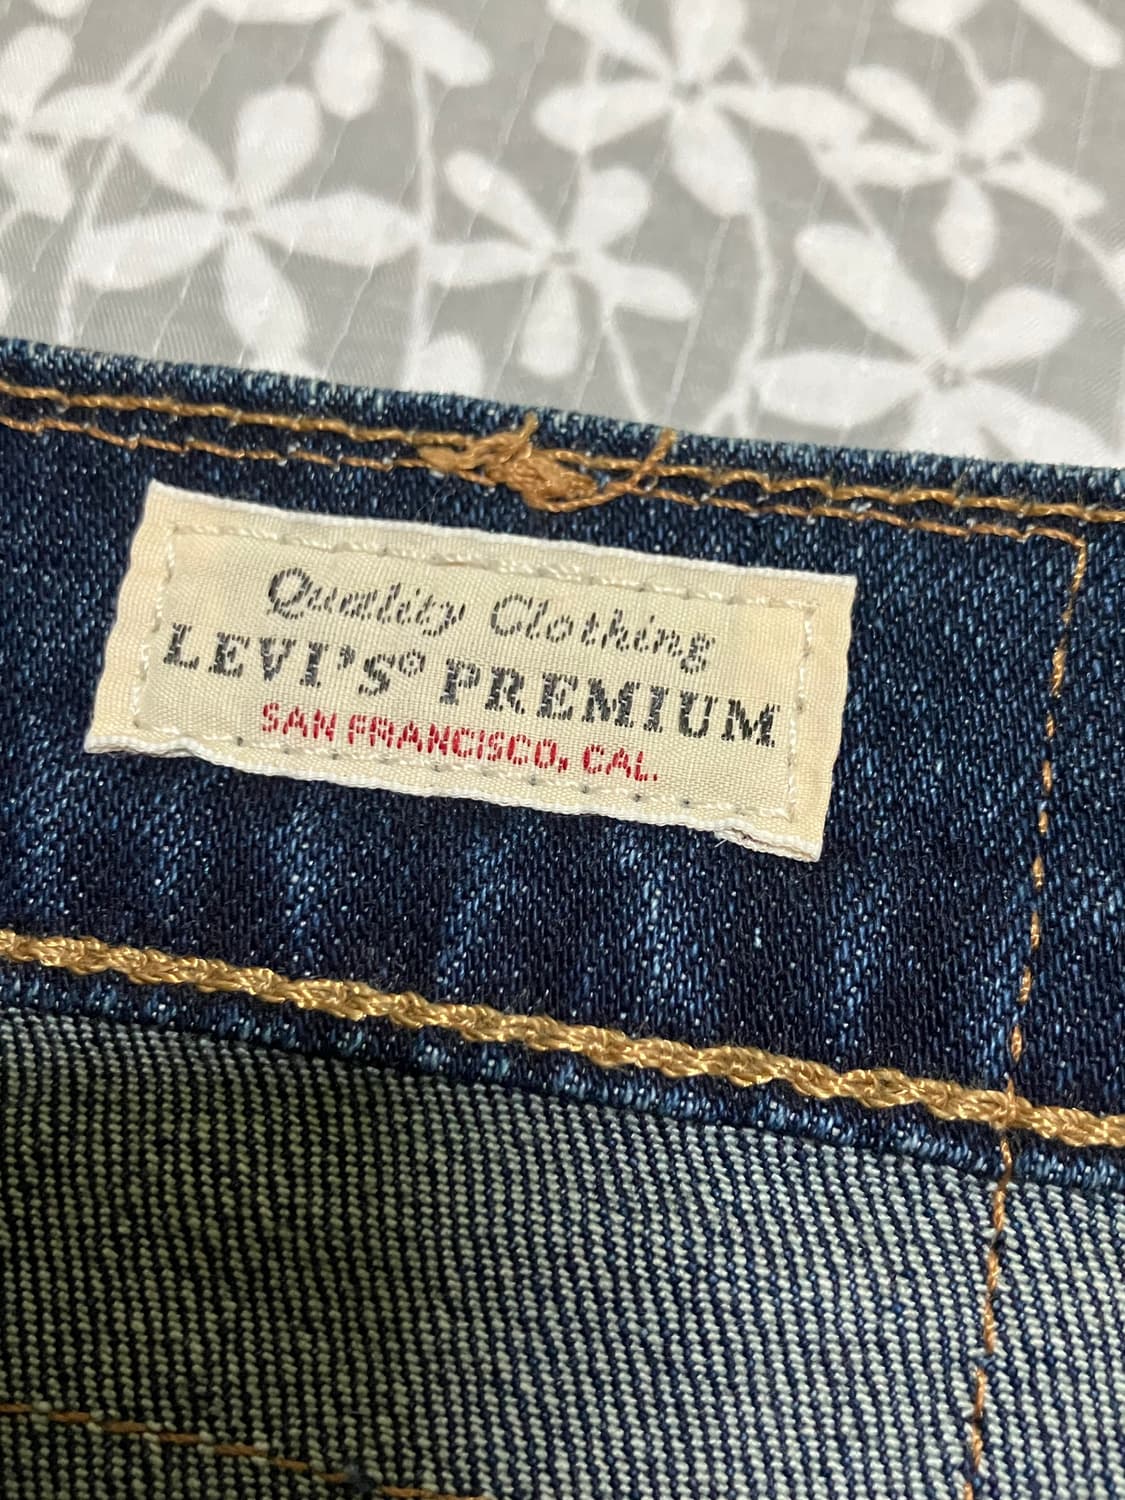 Quality Clothing
LEVI'S® PREMIUM
SAN FRANCISCO, CAL.